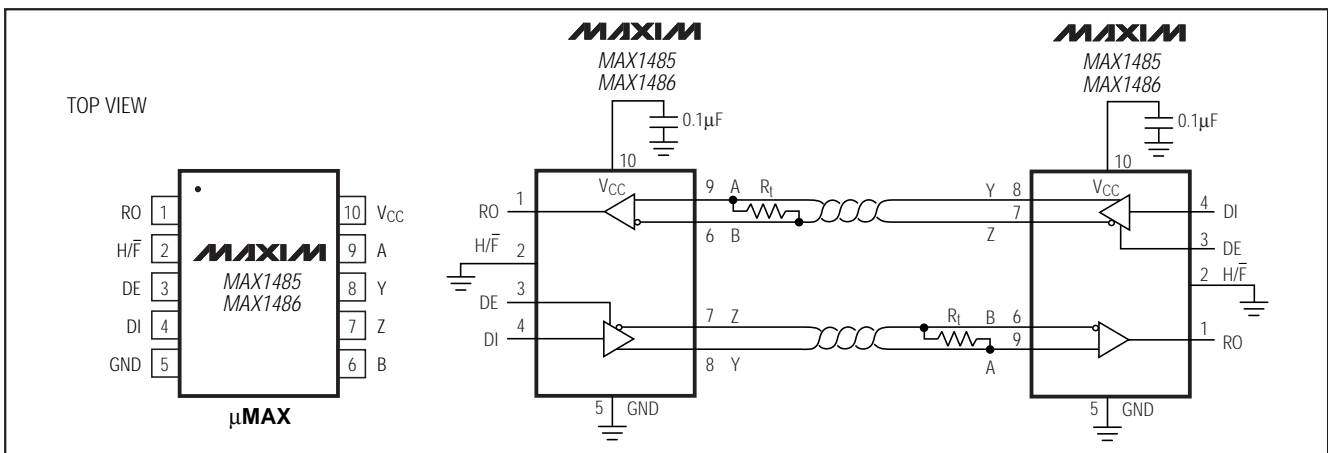 TOP VIEW
RO 1
H/F̅ 2
DE 3
DI 4
GND 5
10 VCC
9 A
8 Y
7 Z
6 B
MAXIM
MAX1485
MAX1486
µMAX
MAXIM
MAX1485
MAX1486
0.1µF
10
VCC
RO 1
H/F̅ 2
DE 3
DI 4
9 A Rt
6 B
7 Z
8 Y
5 GND
MAXIM
MAX1485
MAX1486
0.1µF
10
VCC
Y 8
Z 7
4 DI
3 DE
2 H/F̅
Rt B 6
A 9
1 RO
5 GND